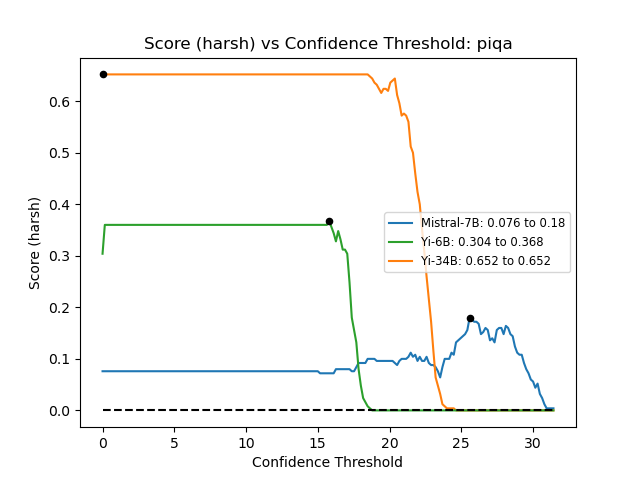 Score (harsh) vs Confidence Threshold: piqa
Score (harsh)
0.6
0.5
0.4
0.3
0.2
0.1
0.0
Mistral-7B: 0.076 to 0.18
Yi-6B: 0.304 to 0.368
Yi-34B: 0.652 to 0.652
0 5 10 15 20 25 30
Confidence Threshold